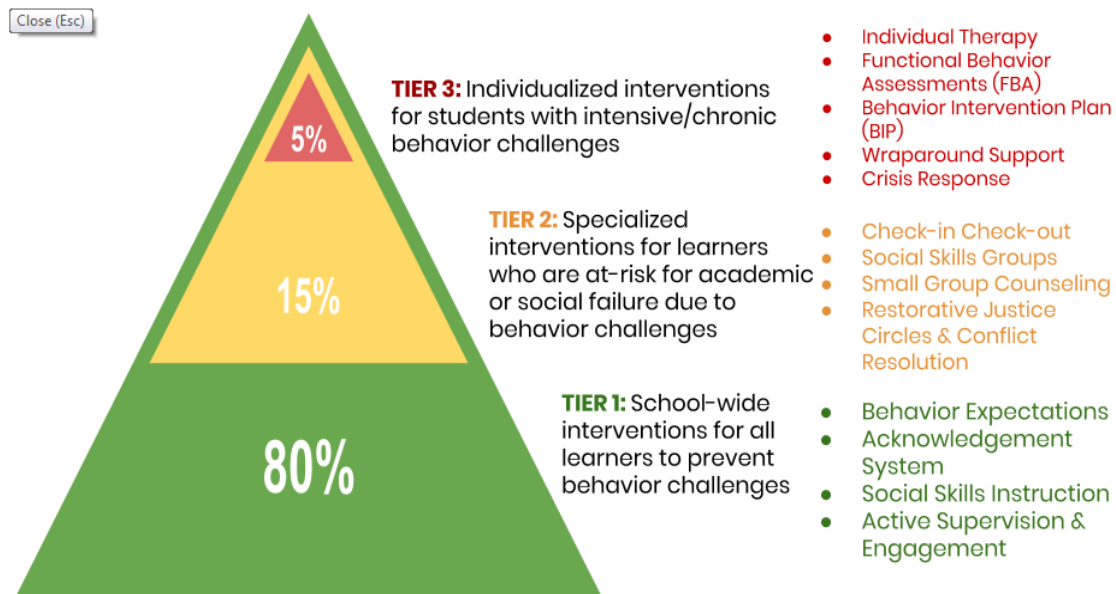 Close (Esc)
TIER 3: Individualized interventions
for students with intensive/chronic
behavior challenges
5%
● Individual Therapy
● Functional Behavior
Assessments (FBA)
● Behavior Intervention Plan
(BIP)
● Wraparound Support
● Crisis Response
TIER 2: Specialized
interventions for learners
who are at-risk for academic
or social failure due to
behavior challenges
15%
● Check-in Check-out
● Social Skills Groups
● Small Group Counseling
● Restorative Justice
Circles & Conflict
Resolution
TIER 1: School-wide
interventions for all
learners to prevent
behavior challenges
80%
● Behavior Expectations
● Acknowledgement
System
● Social Skills Instruction
● Active Supervision &
Engagement